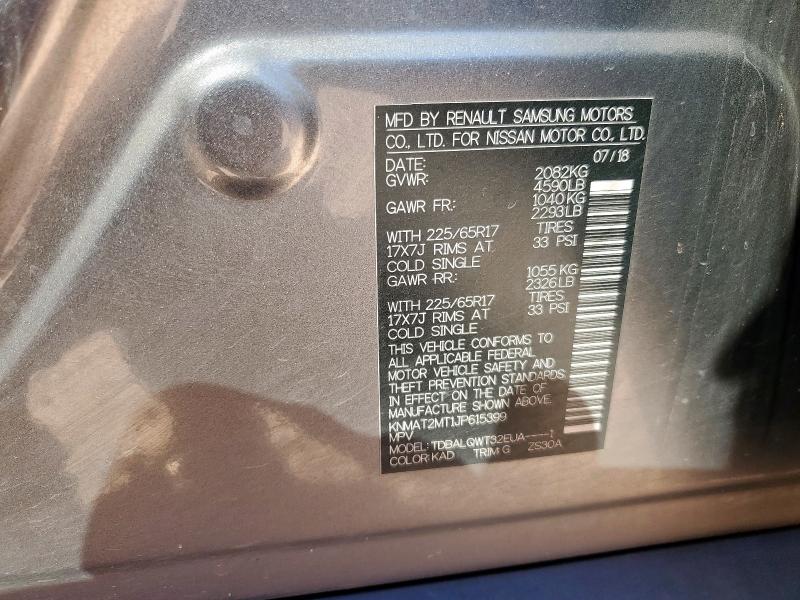 MFD BY RENAULT SAMSUNG MOTORS
CO., LTD. FOR NISSAN MOTOR CO., LTD.
DATE: 07/18
GVWR: 2082KG
4590LB
GAWR FR: 1040KG
2293LB
WITH 225/65R17 TIRES
17X7J RIMS AT 33 PSI
COLD SINGLE
GAWR RR: 1055KG
2326LB
WITH 225/65R17 TIRES
17X7J RIMS AT 33 PSI
COLD SINGLE
THIS VEHICLE CONFORMS TO
ALL APPLICABLE FEDERAL
MOTOR VEHICLE SAFETY AND
THEFT PREVENTION STANDARDS
IN EFFECT ON THE DATE OF
MANUFACTURE SHOWN ABOVE.
KNMAT2MT1JP615399
MPV
MODEL: TDBALQWT32EUA----1
COLOR:KAD TRIM:G ZS30A